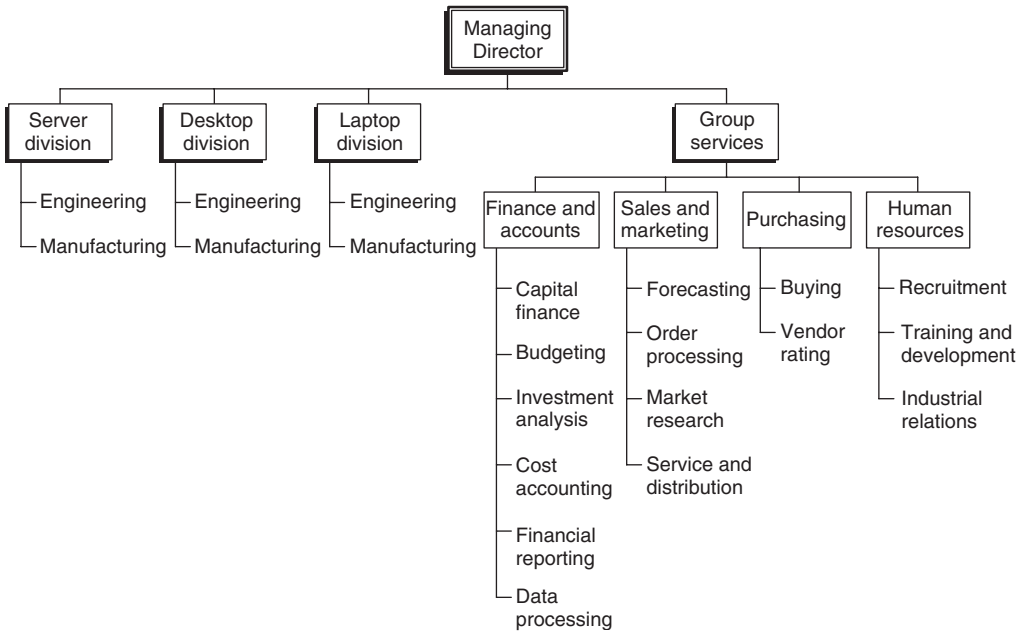 Managing
Director
Server
division
Desktop
division
Laptop
division
Group
services
Engineering
Manufacturing
Engineering
Manufacturing
Engineering
Manufacturing
Finance and
accounts
Sales and
marketing
Purchasing
Human
resources
Capital
finance
Budgeting
Investment
analysis
Cost
accounting
Financial
reporting
Data
processing
Forecasting
Order
processing
Market
research
Service and
distribution
Buying
Vendor
rating
Recruitment
Training and
development
Industrial
relations